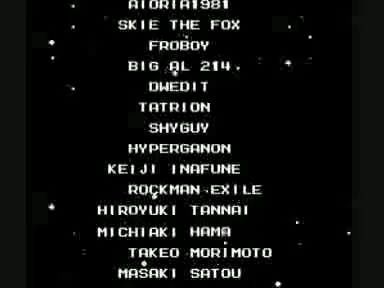 AIORIA1981
SKIE THE FOX
FROBOY
BIG AL 214
DWEDIT
TATRION
SHYGUY
HYPERGANON
KEIJI INAFUNE
ROCKMAN EXILE
HIROYUKI TANNAI
MICHIAKI HAMA
TAKEO MORIMOTO
MASAKI SATOU